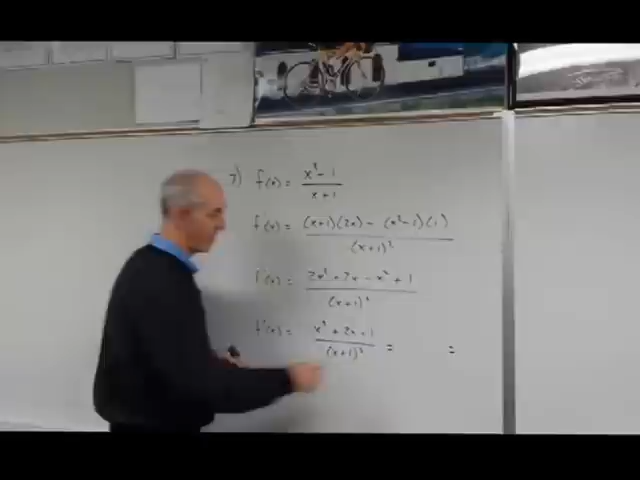 7) f(x) = x² - 1 / x + 1
f(x) = (x+1)(2x) - (x²-1)(1) / (x+1)²
f'(x) = 2x² + 2x - x² + 1 / (x+1)²
f'(x) = x² + 2x + 1 / (x+1)² = =